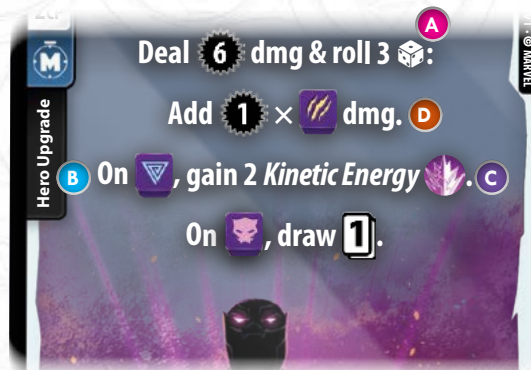 A
Deal 6 dmg & roll 3 :
Add 1 × dmg. D
B On , gain 2 Kinetic Energy . C
On , draw 1.
Hero Upgrade
M
© MARVEL